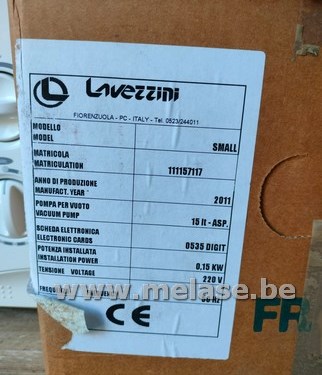 Lavezzini
FIORENZUOLA - PC - ITALY - Tel. 0523/244011
MODELLO
MODEL
SMALL
MATRICOLA
MATRICULATION
111157117
ANNO DI PRODUZIONE
MANUFACT. YEAR
2011
POMPA PER VUOTO
VACUUM PUMP
15 lt - ASP.
SCHEDA ELETTRONICA
ELECTRONIC CARDS
0535 DIGIT
POTENZA INSTALLATA
INSTALLATION POWER
0,15 KW
TENSIONE VOLTAGE
220 V
www.melase.be
CE